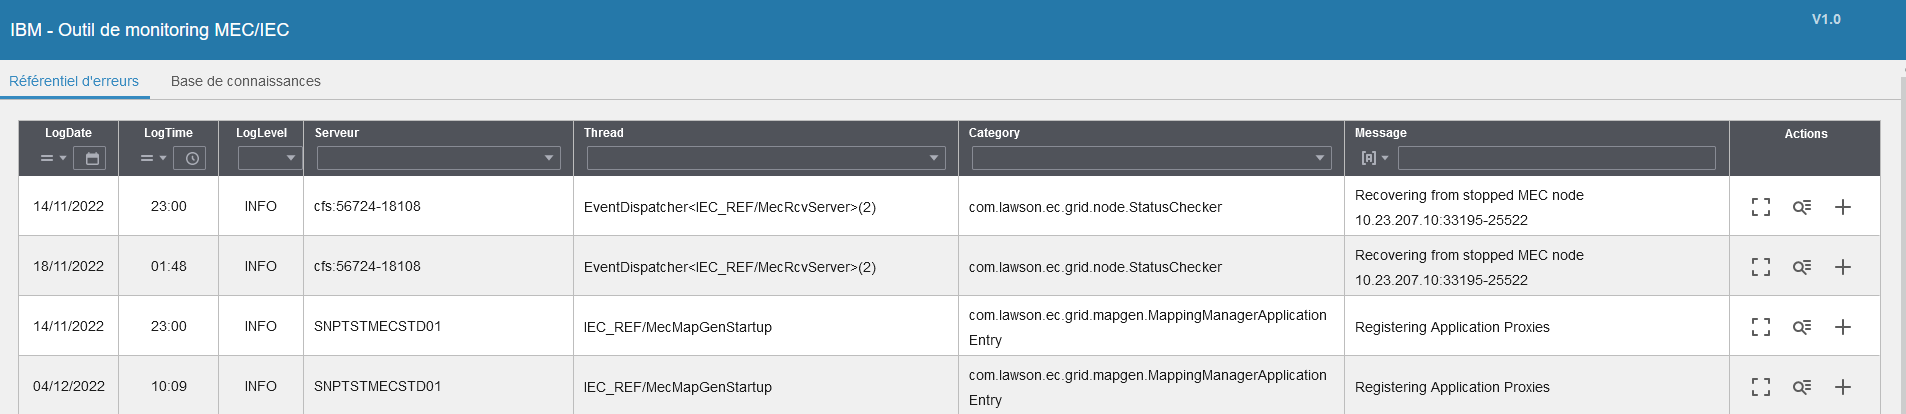 IBM - Outil de monitoring MEC/IEC
V1.0
Référentiel d'erreurs
Base de connaissances
LogDate
LogTime
LogLevel
Serveur
Thread
Category
Message
Actions
14/11/2022
23:00
INFO
cfs:56724-18108
EventDispatcher<IEC_REF/MecRcvServer>(2)
com.lawson.ec.grid.node.StatusChecker
Recovering from stopped MEC node
10.23.207.10:33195-25522
18/11/2022
01:48
INFO
cfs:56724-18108
EventDispatcher<IEC_REF/MecRcvServer>(2)
com.lawson.ec.grid.node.StatusChecker
Recovering from stopped MEC node
10.23.207.10:33195-25522
14/11/2022
23:00
INFO
SNPTSTMECSTD01
IEC_REF/MecMapGenStartup
com.lawson.ec.grid.mapgen.MappingManagerApplication
Entry
Registering Application Proxies
04/12/2022
10:09
INFO
SNPTSTMECSTD01
IEC_REF/MecMapGenStartup
com.lawson.ec.grid.mapgen.MappingManagerApplication
Entry
Registering Application Proxies